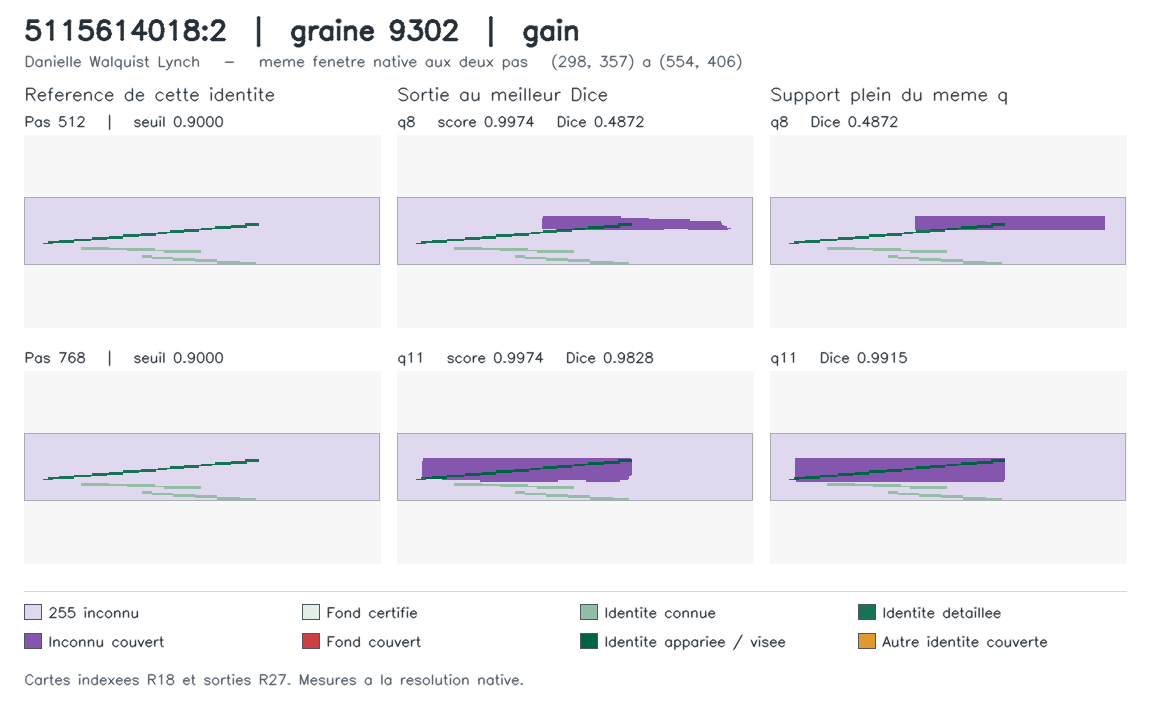 5115614018:2 | graine 9302 | gain
Danielle Walquist Lynch — meme fenetre native aux deux pas (298, 357) a (554, 406)
Reference de cette identite
Sortie au meilleur Dice
Support plein du meme q
Pas 512 | seuil 0.9000
q8 score 0.9974 Dice 0.4872
q8 Dice 0.4872
Pas 768 | seuil 0.9000
q11 score 0.9974 Dice 0.9828
q11 Dice 0.9915
255 inconnu
Fond certifie
Identite connue
Identite detaillee
Inconnu couvert
Fond couvert
Identite appariee / visee
Autre identite couverte
Cartes indexees R18 et sorties R27. Mesures a la resolution native.